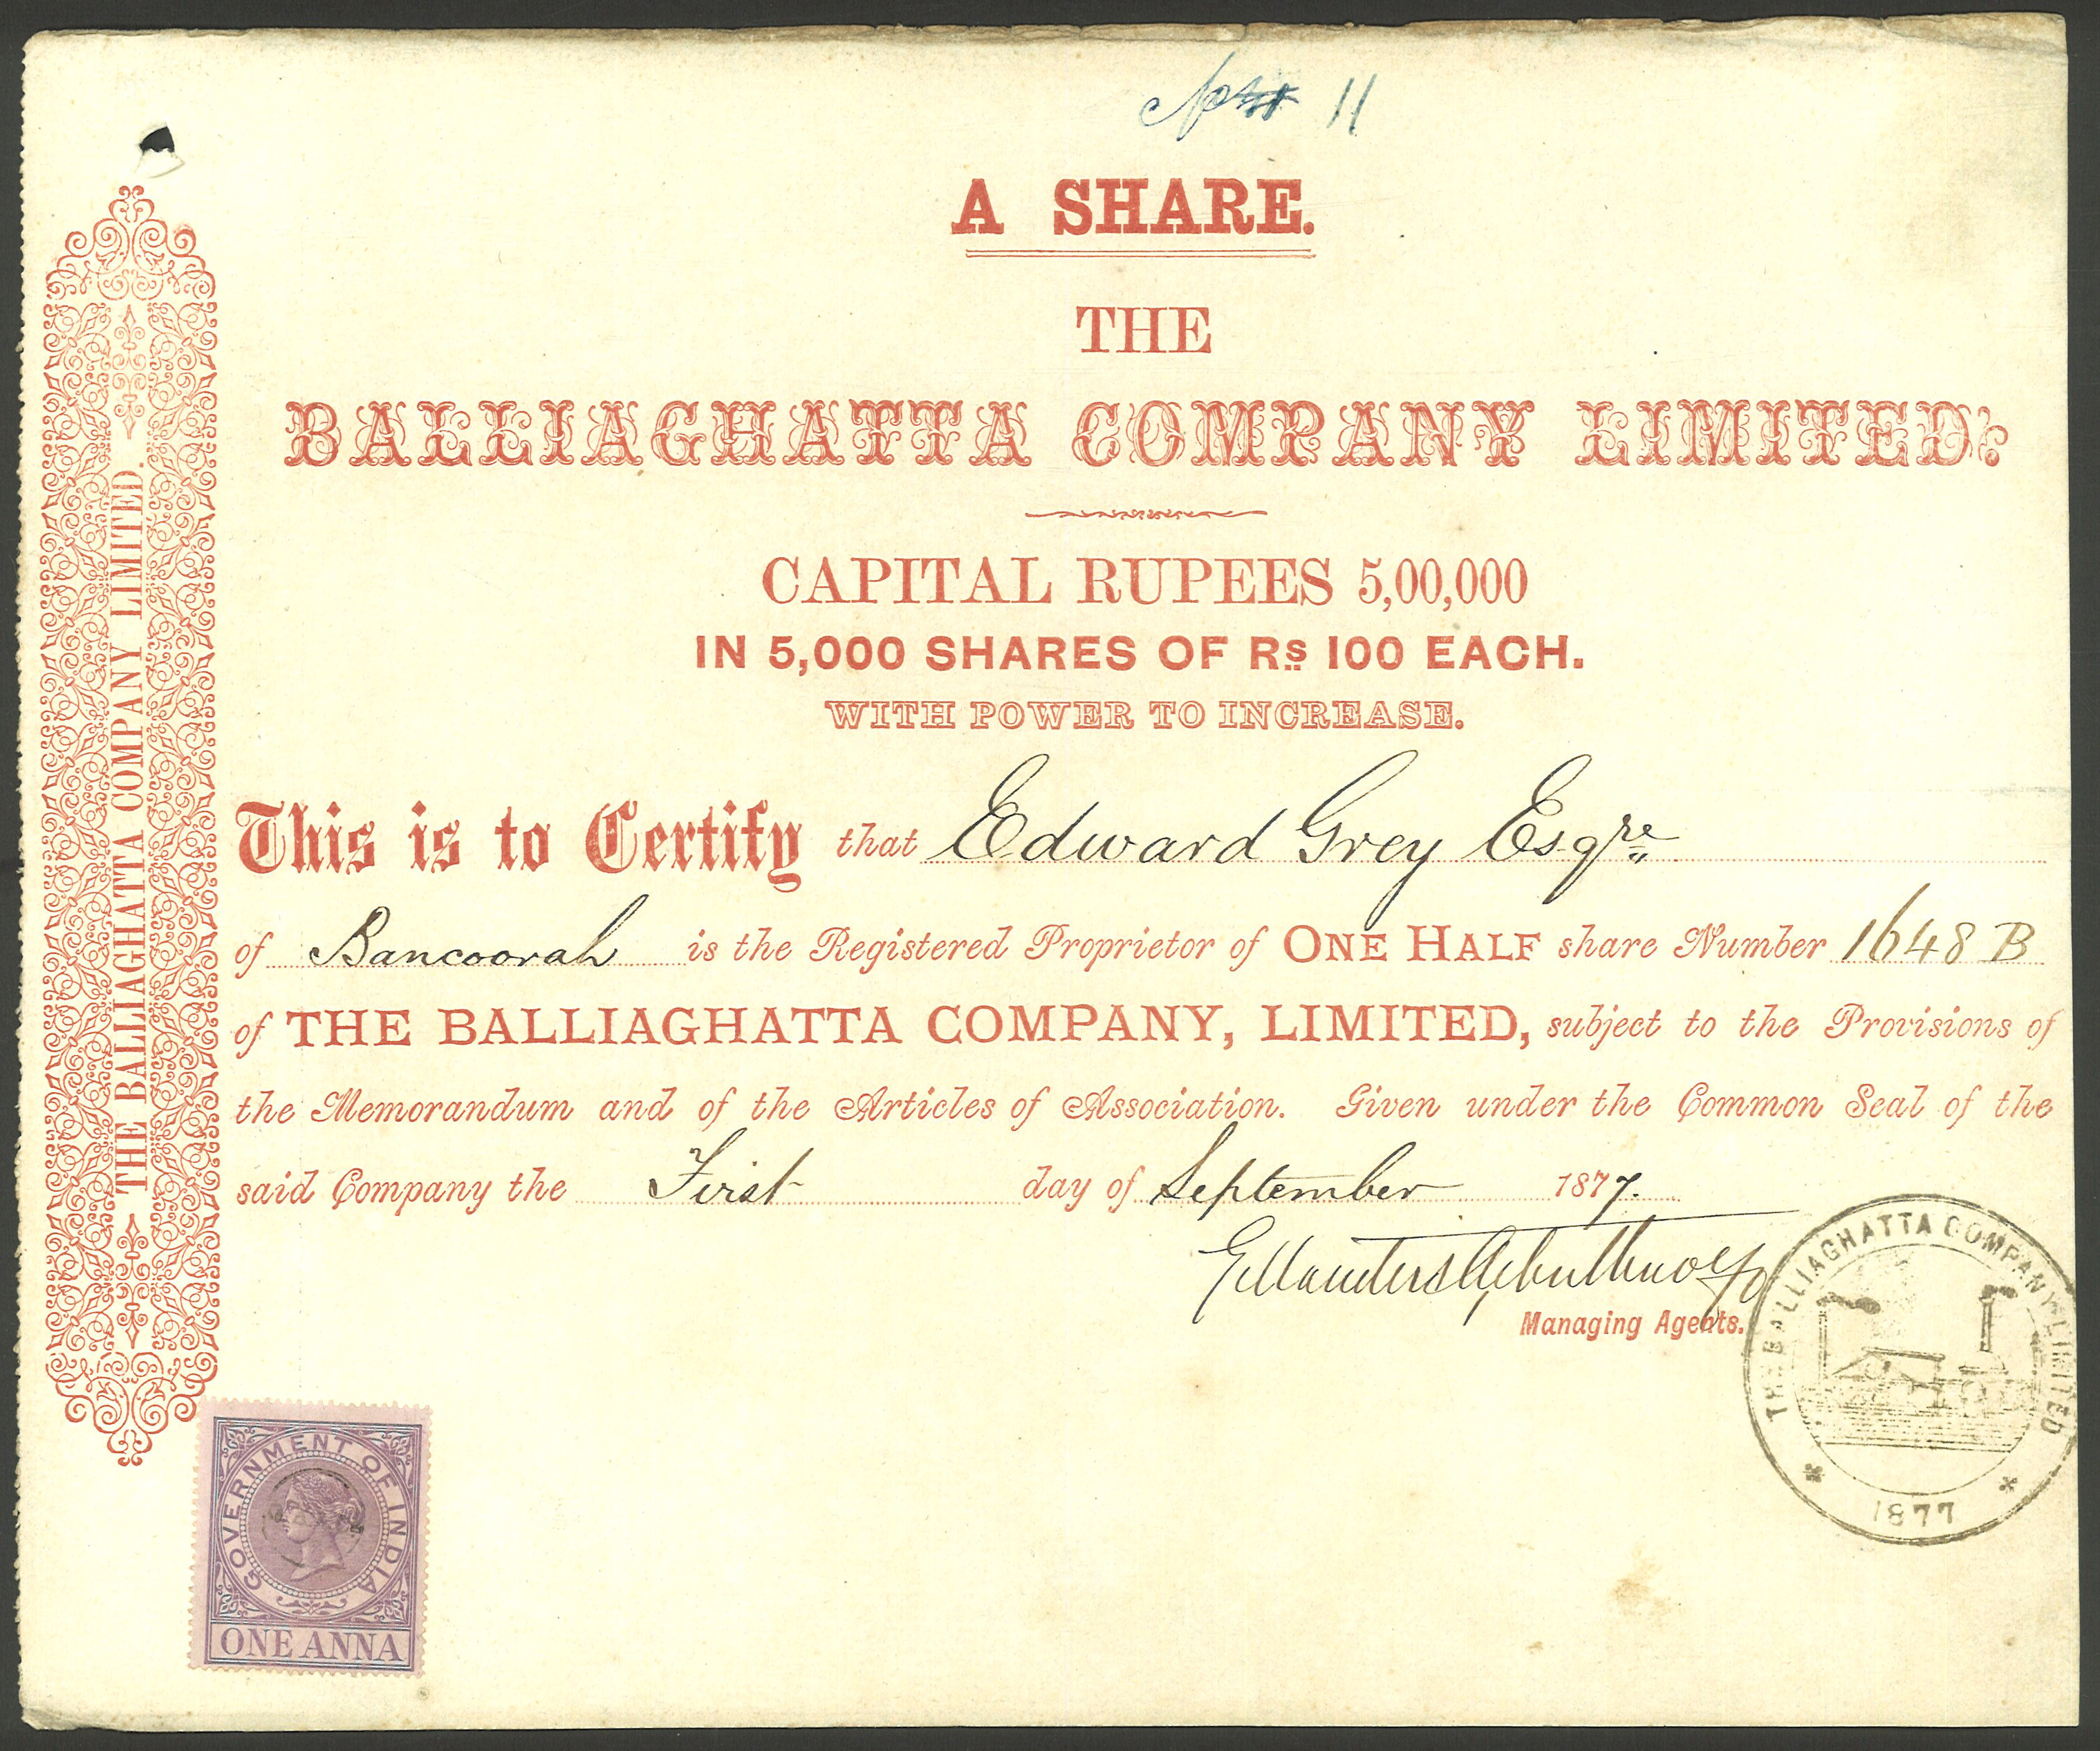 No 11
A SHARE.
THE
BALLIAGHATTA COMPANY LIMITED.
CAPITAL RUPEES 5,00,000
IN 5,000 SHARES OF Rs 100 EACH.
WITH POWER TO INCREASE.
This is to Certify that Edward Grey Esqre
of Bancoorah is the Registered Proprietor of ONE HALF share Number 1648 B
of THE BALLIAGHATTA COMPANY, LIMITED, subject to the Provisions of
the Memorandum and of the Articles of Association. Given under the Common Seal of the
said Company the First day of September 1877.
Managing Agents.
THE BALLIAGHATTA COMPANY LIMITED
1877
THE BALLIAGHATTA COMPANY LIMITED.
GOVERNMENT OF INDIA
ONE ANNA